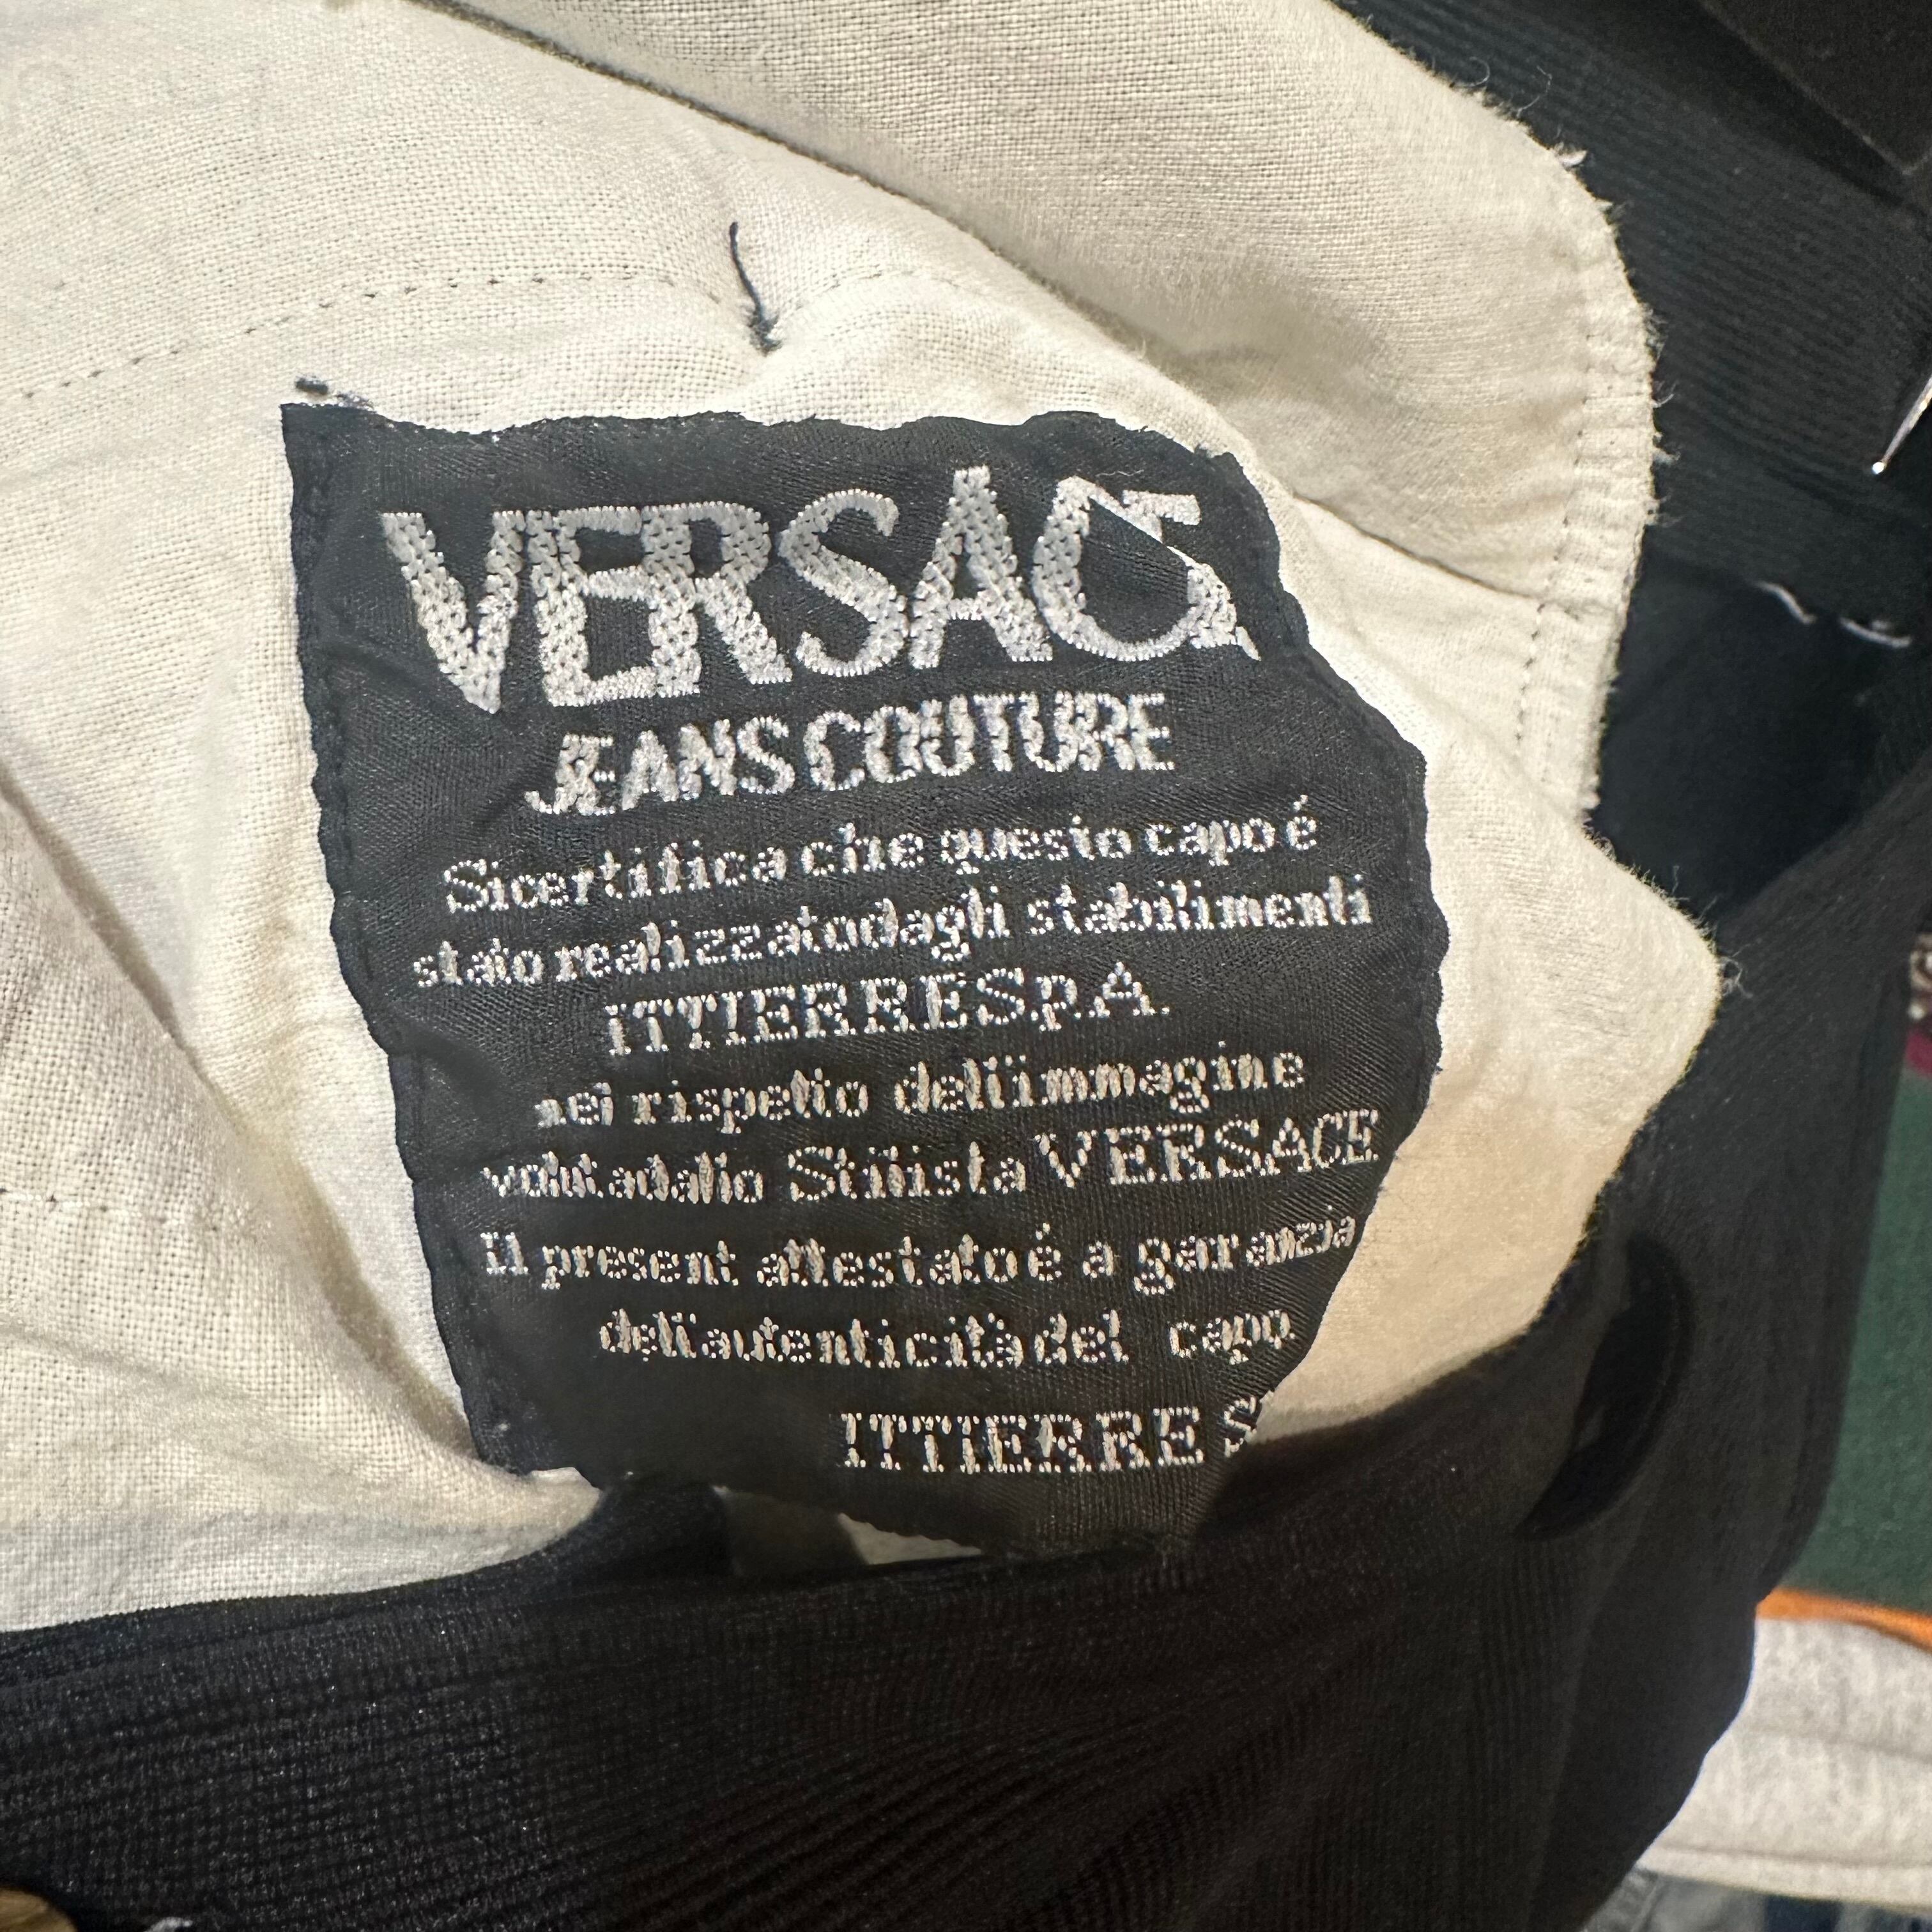 VERSACE
JEANS COUTURE
Si certifica che questo capo é
stato realizzato dagli stabilimenti
ITTIERRE S.p.A.
nel rispetto dell'immagine
voluta dallo Stilista VERSACE
Il present attestato é a garanzia
dell'autenticità del capo.
ITTIERRE S